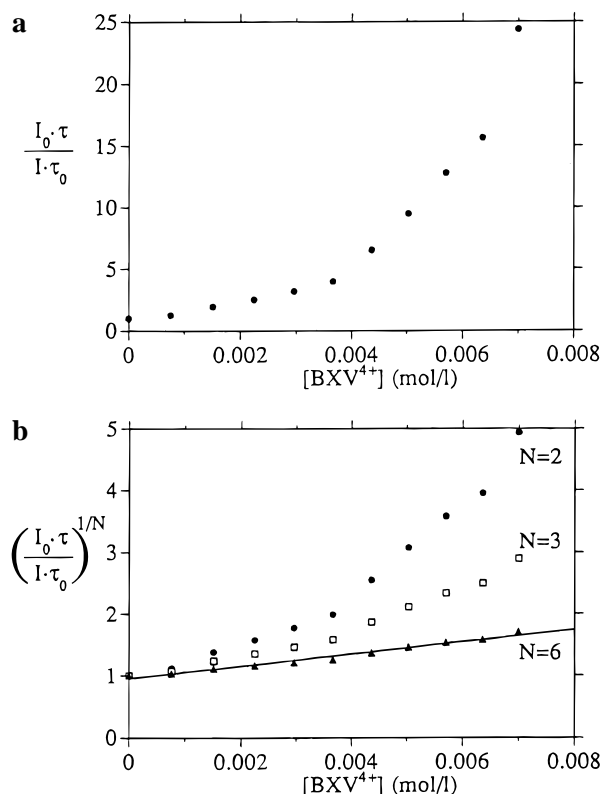 a
25
20
15
10
5
0
I₀·τ
I·τ₀
0 0.002 0.004 0.006 0.008
[BXV⁴⁺] (mol/l)
b
5
4
3
2
1
0
(I₀·τ / I·τ₀)^1/N
N=2
N=3
N=6
0 0.002 0.004 0.006 0.008
[BXV⁴⁺] (mol/l)